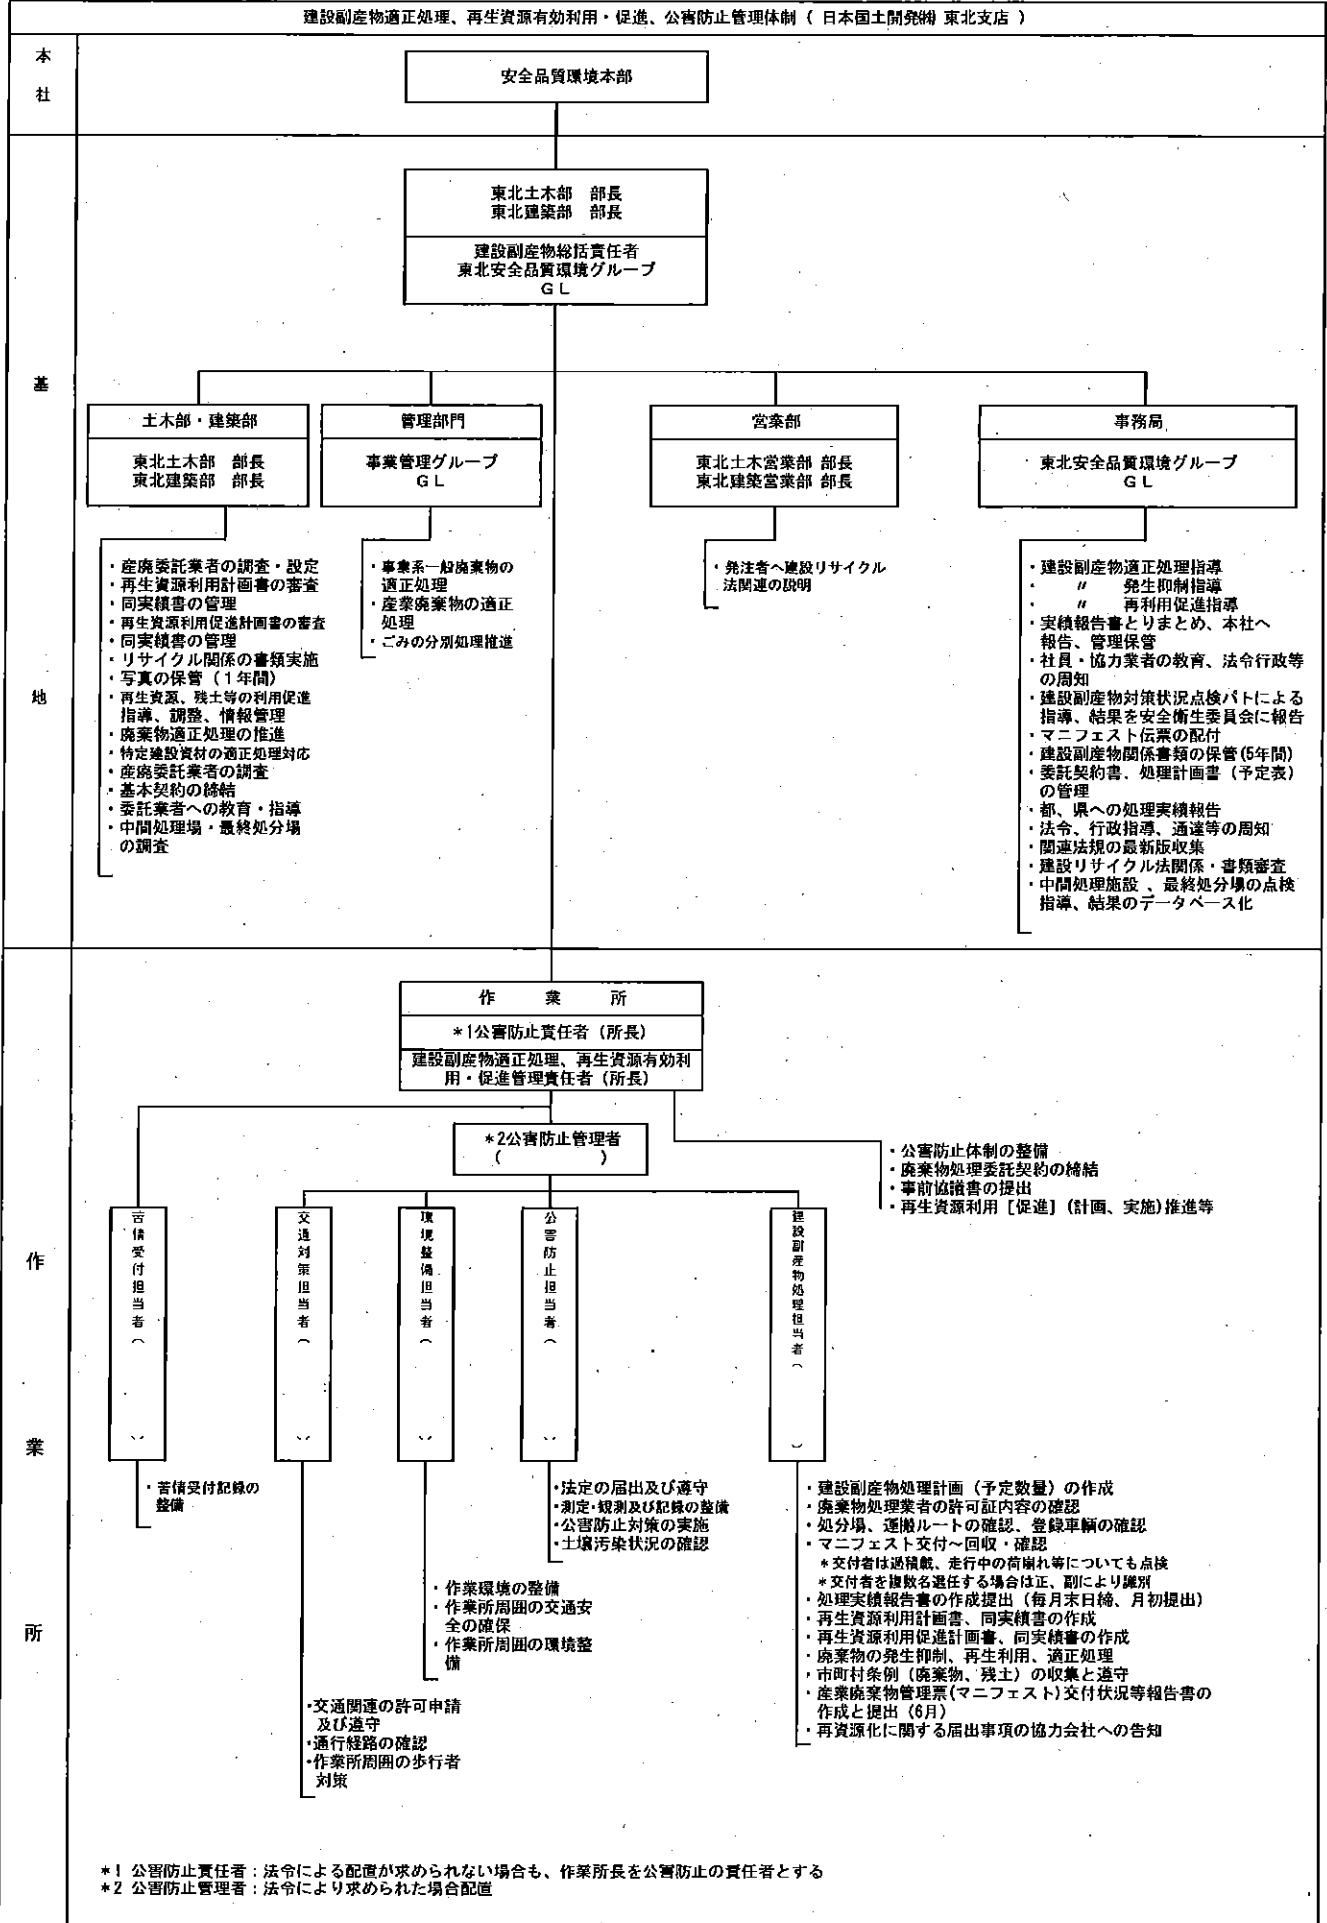 建設副産物適正処理、再生資源有効利用・促進、公害防止管理体制（ 日本国土開発㈱ 東北支店 ）
本
社
安全品質環境本部
東北土木部　部長
東北建築部　部長
建設副産物総括責任者
東北安全品質環境グループ
ＧＬ
基
地
土木部・建築部
東北土木部　部長
東北建築部　部長
・産廃委託業者の調査・設定
・再生資源利用計画書の審査
・同実績書の管理
・再生資源利用促進計画書の審査
・同実績書の管理
・リサイクル関係の書類実施
・写真の保管（１年間）
・再生資源、残土等の利用促進
指導、調整、情報管理
・廃棄物適正処理の推進
・特定建設資材の適正処理対応
・産廃委託業者の調査
・基本契約の締結
・委託業者への教育・指導
・中間処理場・最終処分場
の調査
管理部門
事業管理グループ
ＧＬ
・事業系一般廃棄物の
適正処理
・産業廃棄物の適正
処理
・ごみの分別処理推進
営業部
東北土木営業部 部長
東北建築営業部 部長
・発注者へ建設リサイクル
法関連の説明
事務局
東北安全品質環境グループ
ＧＬ
・建設副産物適正処理指導
・　　〃　　発生抑制指導
・　　〃　　再利用促進指導
・実績報告書とりまとめ、本社へ
報告、管理保管
・社員・協力業者の教育、法令行政等
の周知
・建設副産物対策状況点検パトによる
指導、結果を安全衛生委員会に報告
・マニフェスト伝票の配付
・建設副産物関係書類の保管(5年間)
・委託契約書、処理計画書（予定表）
の管理
・都、県への処理実績報告
・法令、行政指導、通達等の周知
・関連法規の最新版収集
・建設リサイクル法関係・書類審査
・中間処理施設 、最終処分場の点検
指導、結果のデータベース化
作
業
所
作　　業　　所
*1公害防止責任者（所長）
建設副産物適正処理、再生資源有効利
用・促進管理責任者（所長）
*2公害防止管理者
(　　　　　　)
・公害防止体制の整備
・廃棄物処理委託契約の締結
・事前協議書の提出
・再生資源利用［促進］(計画、実施)推進等
苦情受付担当者（　　　）
・苦情受付記録の
整備
交通対策担当者（　　　）
・交通関連の許可申請
及び遵守
・通行経路の確認
・作業所周囲の歩行者
対策
環境整備担当者（　　　）
・作業環境の整備
・作業所周囲の交通安
全の確保
・作業所周囲の環境整
備
公害防止担当者（　　　）
・法定の届出及び遵守
・測定・観測及び記録の整備
・公害防止対策の実施
・土壌汚染状況の確認
建設副産物処理担当者（　　　）
・建設副産物処理計画（予定数量）の作成
・廃棄物処理業者の許可証内容の確認
・処分場、運搬ルートの確認、登録車輌の確認
・マニフェスト交付～回収・確認
＊交付者は過積載、走行中の荷崩れ等についても点検
＊交付者を複数名選任する場合は正、副により識別
・処理実績報告書の作成提出（毎月末日締、月初提出）
・再生資源利用計画書、同実績書の作成
・再生資源利用促進計画書、同実績書の作成
・廃棄物の発生抑制、再生利用、適正処理
・市町村条例（廃棄物、残土）の収集と遵守
・産業廃棄物管理票(マニフェスト)交付状況等報告書の
作成と提出（6月）
・再資源化に関する届出事項の協力会社への告知
*1 公害防止責任者：法令による配置が求められない場合も、作業所長を公害防止の責任者とする
*2 公害防止管理者：法令により求められた場合配置